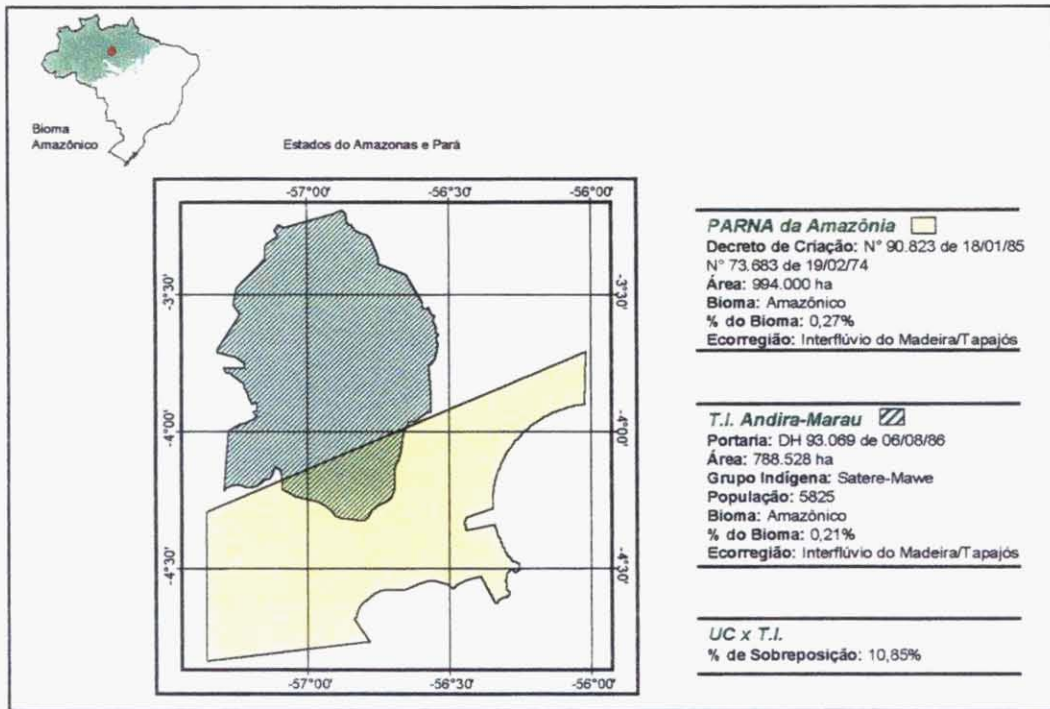 Bioma
Amazônico
Estados do Amazonas e Pará
-57°00' -56°30' -56°00'
-3°30' -3°30'
-4°00' -4°00'
-4°30' -4°30'
-57°00' -56°30' -56°00'
PARNA da Amazônia
Decreto de Criação: N° 90.823 de 18/01/85
N° 73.683 de 19/02/74
Área: 994.000 ha
Bioma: Amazônico
% do Bioma: 0,27%
Ecorregião: Interflúvio do Madeira/Tapajós
T.I. Andira-Marau
Portaria: DH 93.069 de 06/08/86
Área: 788.528 ha
Grupo Indígena: Satere-Mawe
População: 5825
Bioma: Amazônico
% do Bioma: 0,21%
Ecorregião: Interflúvio do Madeira/Tapajós
UC x T.I.
% de Sobreposição: 10,85%